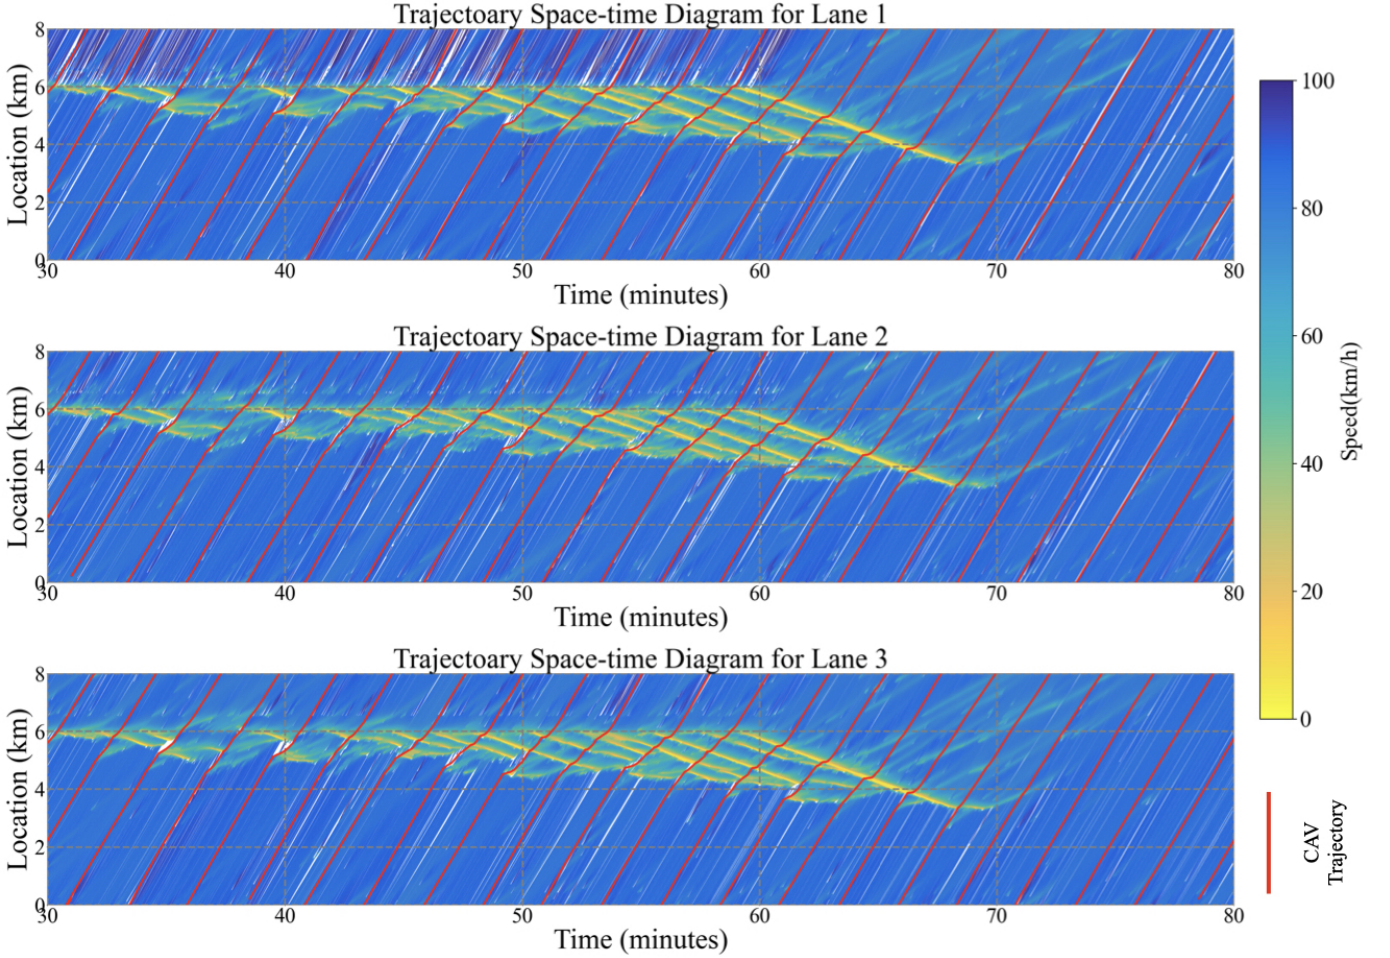 Trajectoary Space-time Diagram for Lane 1
8
6
4
2
0
30 40 50 60 70 80
Location (km)
Time (minutes)
Trajectoary Space-time Diagram for Lane 2
8
6
4
2
0
30 40 50 60 70 80
Location (km)
Time (minutes)
Trajectoary Space-time Diagram for Lane 3
8
6
4
2
0
30 40 50 60 70 80
Location (km)
Time (minutes)
100
80
60
40
20
0
Speed(km/h)
CAV
Trajectory